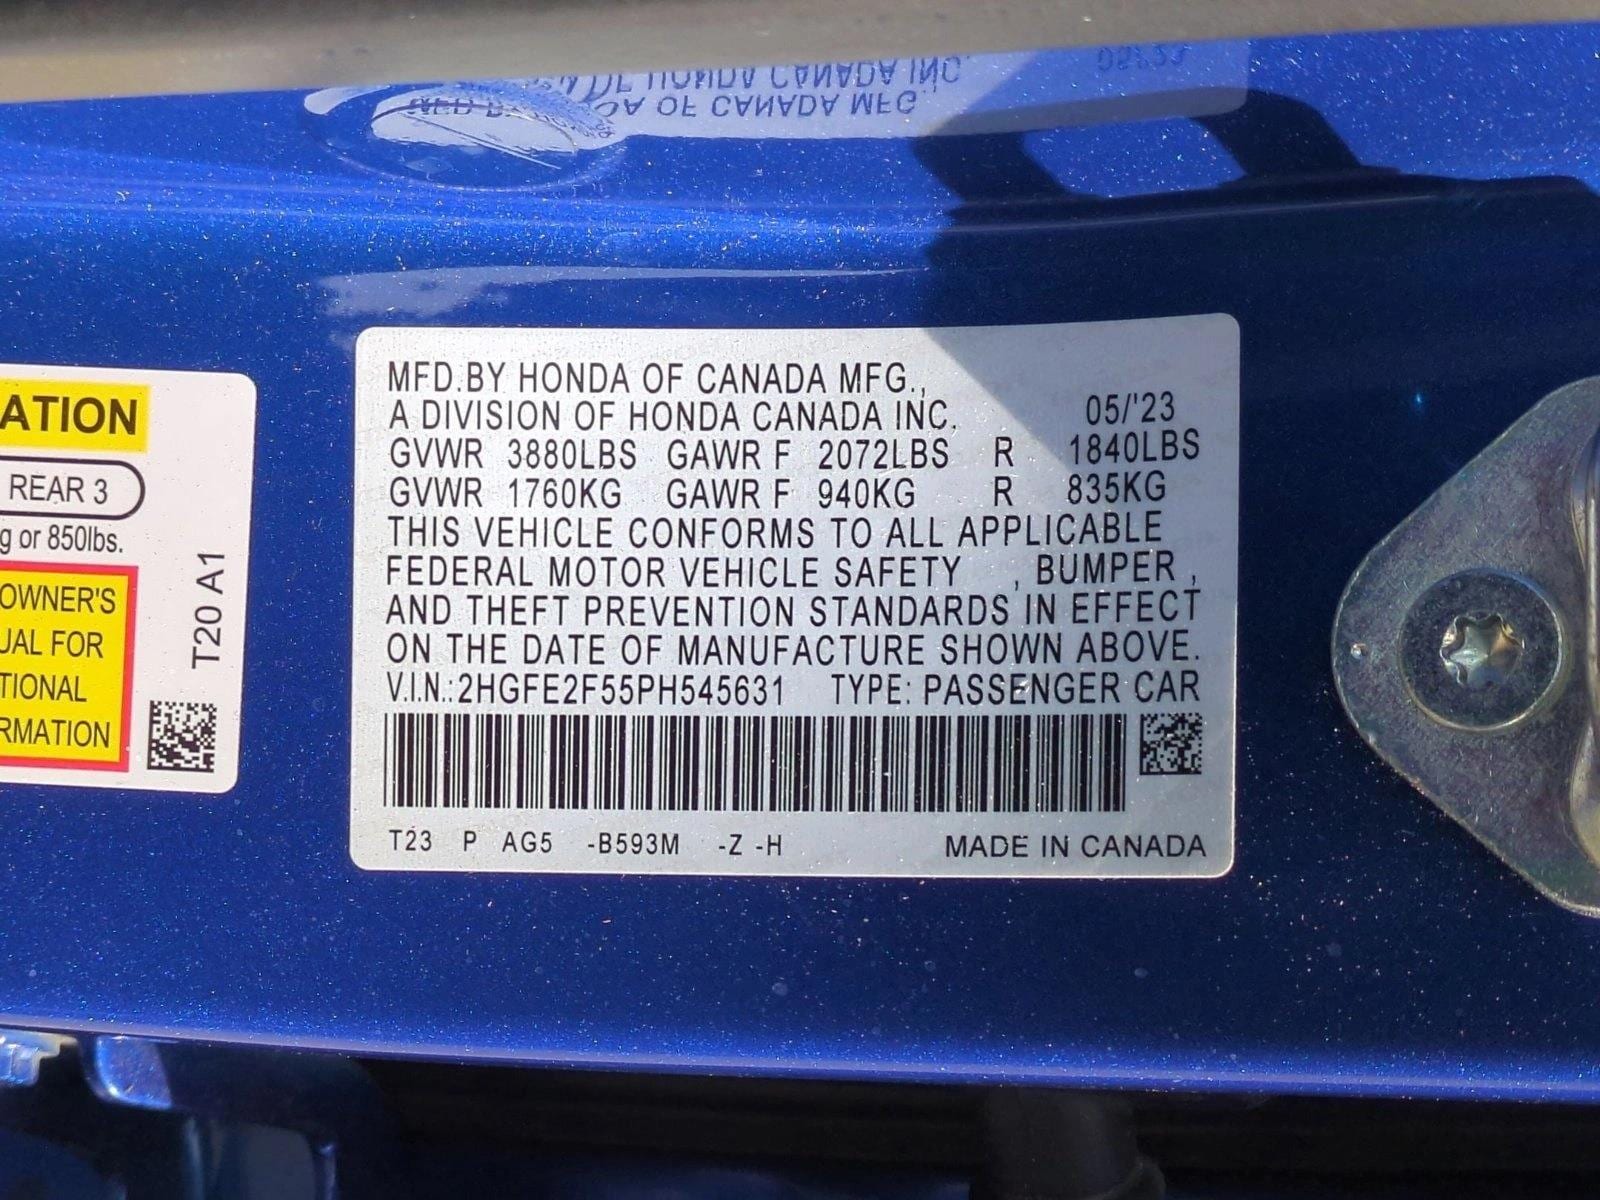 ATION
REAR 3
g or 850lbs.
OWNER'S
UAL FOR
TIONAL
RMATION
T20 A1
MFD.BY HONDA OF CANADA MFG.,
A DIVISION OF HONDA CANADA INC. 05/'23
GVWR 3880LBS GAWR F 2072LBS R 1840LBS
GVWR 1760KG GAWR F 940KG R 835KG
THIS VEHICLE CONFORMS TO ALL APPLICABLE
FEDERAL MOTOR VEHICLE SAFETY , BUMPER ,
AND THEFT PREVENTION STANDARDS IN EFFECT
ON THE DATE OF MANUFACTURE SHOWN ABOVE.
V.I.N.:2HGFE2F55PH545631 TYPE: PASSENGER CAR
T23 P AG5 -B593M -Z -H MADE IN CANADA